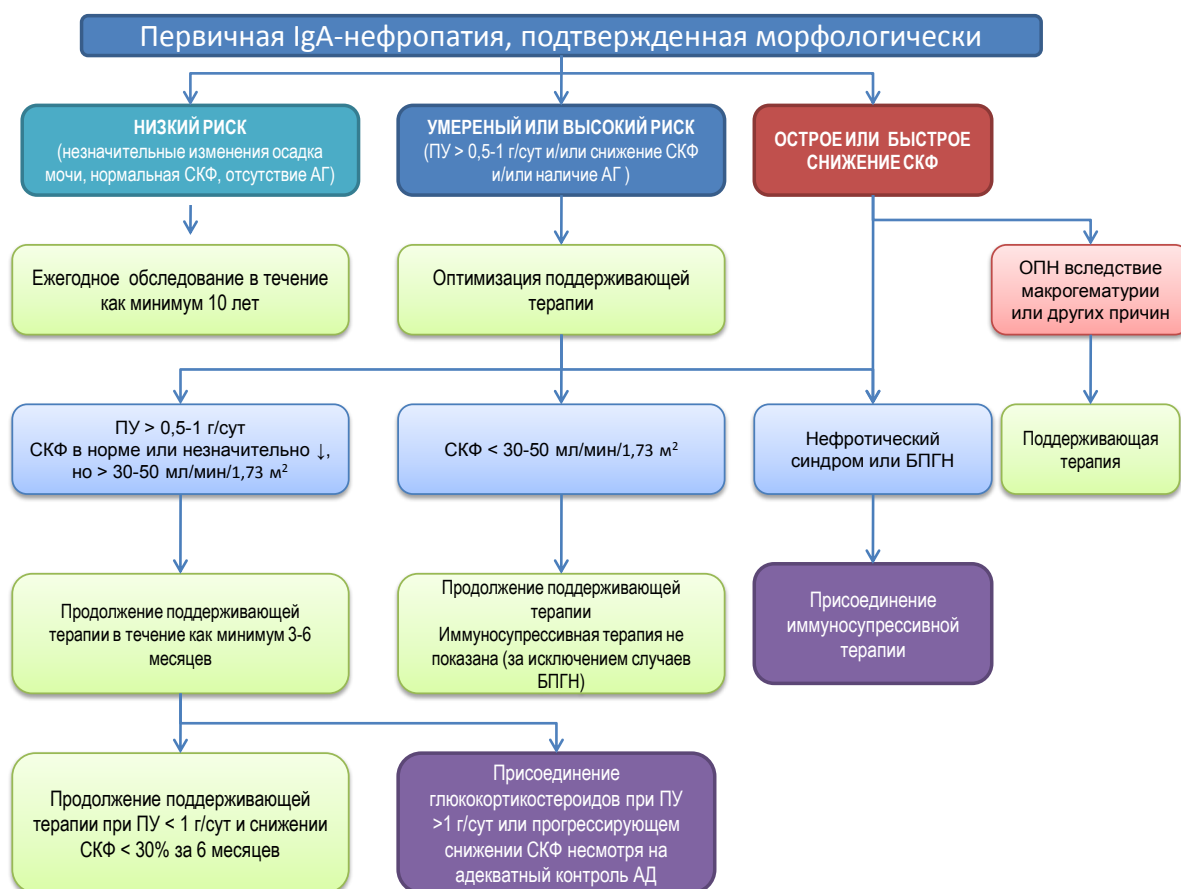 Первичная IgA-нефропатия, подтвержденная морфологически
НИЗКИЙ РИСК
(незначительные изменения осадка
мочи, нормальная СКФ, отсутствие АГ)
УМЕРЕНЫЙ ИЛИ ВЫСОКИЙ РИСК
(ПУ > 0,5-1 г/сут и/или снижение СКФ
и/или наличие АГ )
ОСТРОЕ ИЛИ БЫСТРОЕ
СНИЖЕНИЕ СКФ
Ежегодное обследование в течение
как минимум 10 лет
Оптимизация поддерживающей
терапии
ОПН вследствие
макрогематурии
или других причин
ПУ > 0,5-1 г/сут
СКФ в норме или незначительно ↓,
но > 30-50 мл/мин/1,73 м²
СКФ < 30-50 мл/мин/1,73 м²
Нефротический
синдром или БПГН
Поддерживающая
терапия
Продолжение поддерживающей
терапии в течение как минимум 3-6
месяцев
Продолжение поддерживающей
терапии
Иммуносупрессивная терапия не
показана (за исключением случаев
БПГН)
Присоединение
иммуносупрессивной
терапии
Продолжение поддерживающей
терапии при ПУ < 1 г/сут и снижении
СКФ < 30% за 6 месяцев
Присоединение
глюкокортикостероидов при ПУ
>1 г/сут или прогрессирующем
снижении СКФ несмотря на
адекватный контроль АД